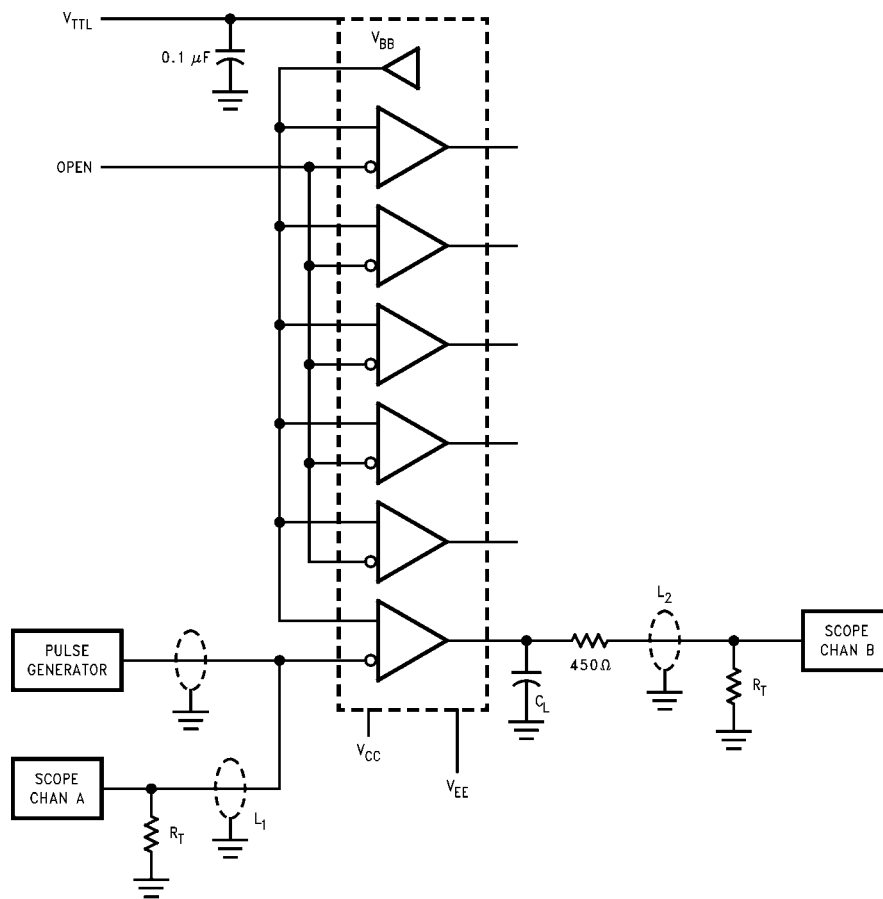 V_TTL
V_BB
0.1 μF
OPEN
L_2
PULSE
GENERATOR
SCOPE
CHAN B
450Ω
C_L
R_T
V_CC
V_EE
SCOPE
CHAN A
L_1
R_T